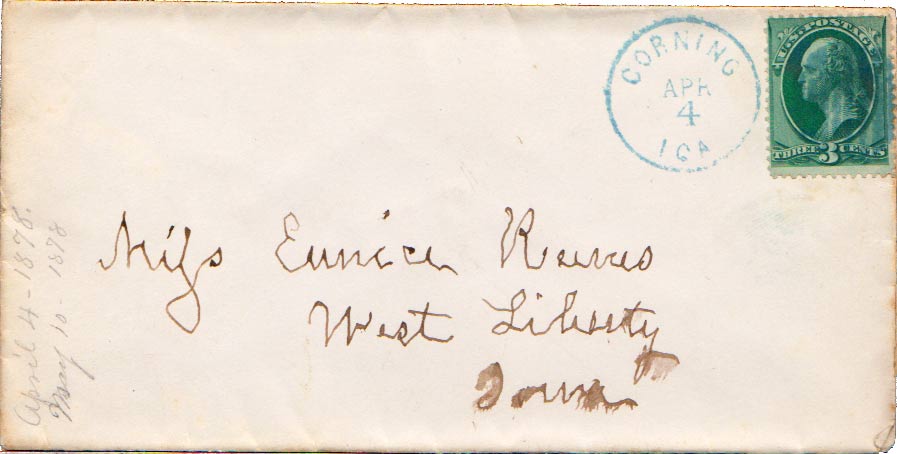 CORNING
APR
4
IOA
U.S. POSTAGE
THREE 3 CENTS
Miss Eunice Reeves
West Liberty
Iowa
April 4 - 1878.
May 10 - 1878